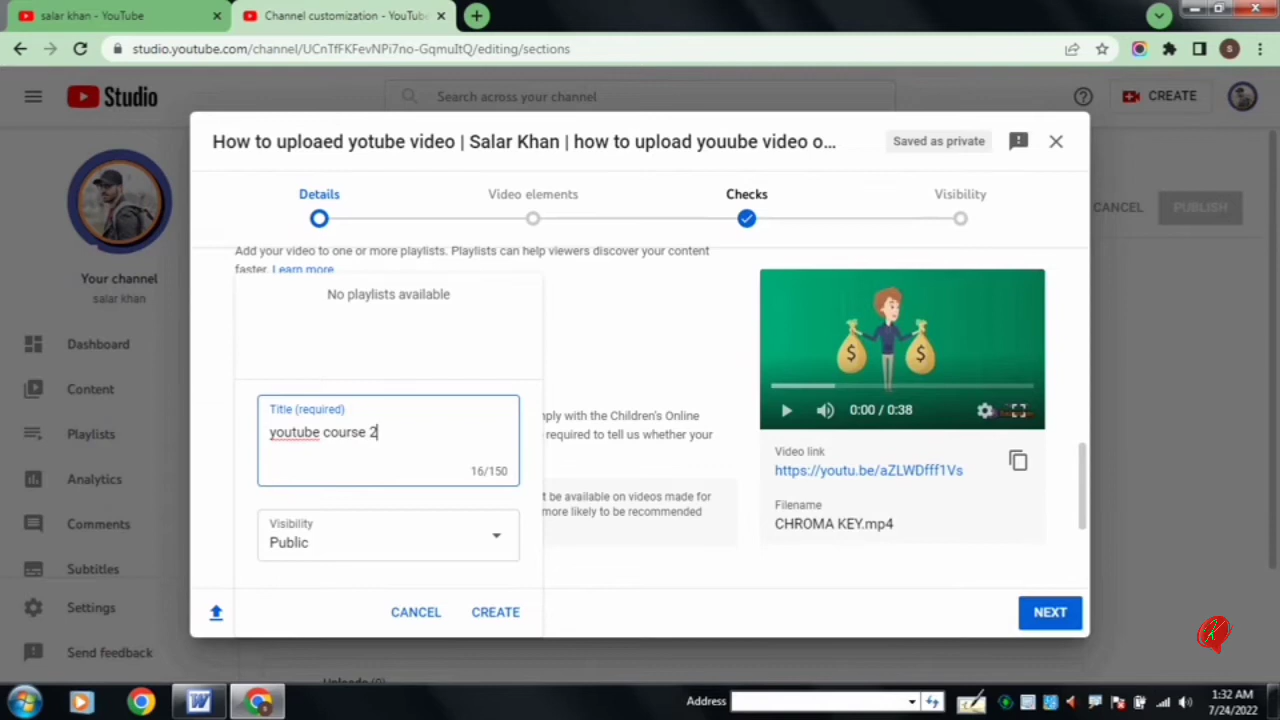 salar khan - YouTube
Channel customization - YouTube
studio.youtube.com/channel/UCnTfFKFevNPi7no-GqmuItQ/editing/sections
S
Studio
Search across your channel
CREATE
How to uploaed yotube video | Salar Khan | how to upload youube video o...
Saved as private
Details
Video elements
Checks
Visibility
CANCEL
PUBLISH
Add your video to one or more playlists. Playlists can help viewers discover your content
faster. Learn more
No playlists available
Your channel
salar khan
Dashboard
Content
Playlists
Analytics
Comments
Subtitles
Settings
Send feedback
Title (required)
youtube course 2
16/150
mply with the Children's Online
required to tell us whether your
t be available on videos made for
more likely to be recommended
Visibility
Public
CANCEL
CREATE
$ $
0:00 / 0:38
Video link
https://youtu.be/aZLWDfff1Vs
Filename
CHROMA KEY.mp4
NEXT
K
Uploads (0)
W
Address
1:32 AM
7/24/2022